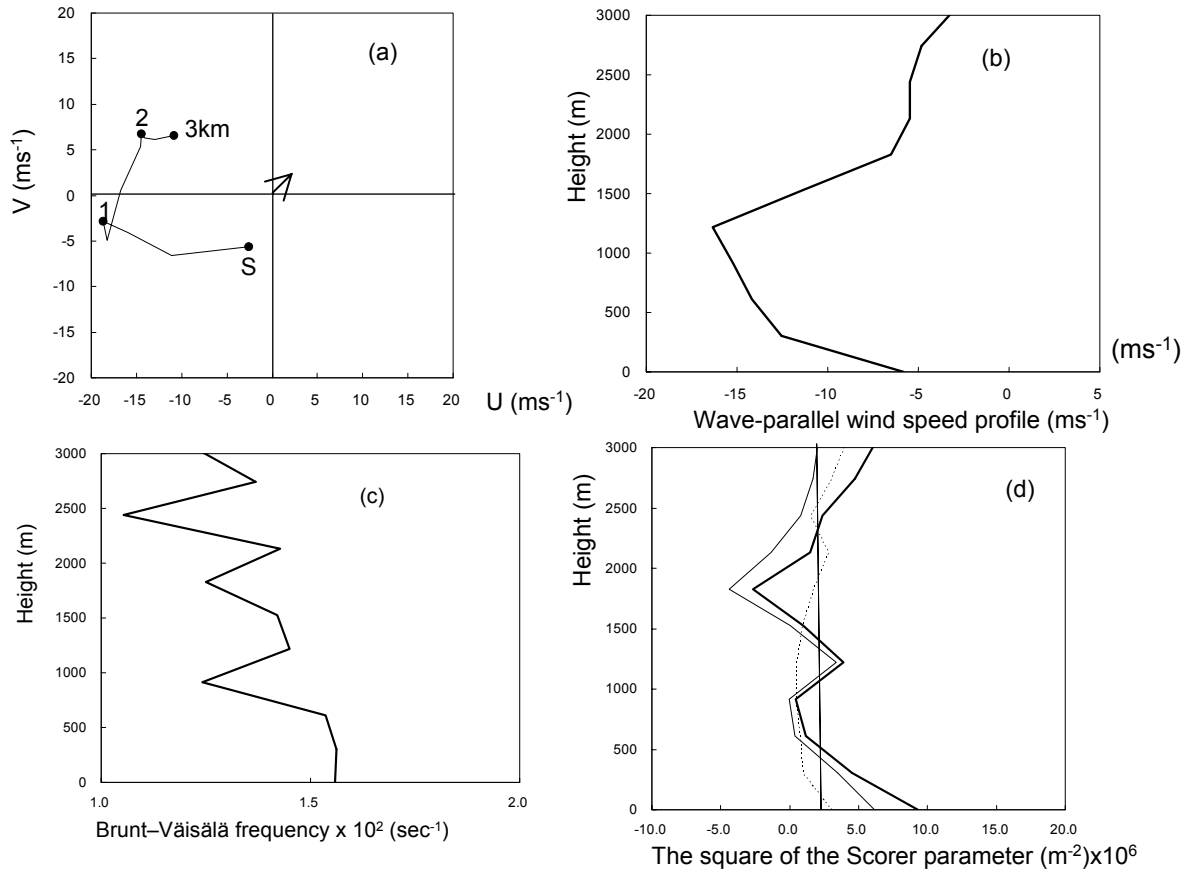 (a)
20
15
10
5
0
-5
-10
-15
-20
V (ms-1)
2
3km
1
S
-20 -15 -10 -5 0 5 10 15 20
U (ms-1)
(b)
3000
2500
2000
1500
1000
500
0
Height (m)
-20 -15 -10 -5 0 5
(ms-1)
Wave-parallel wind speed profile (ms-1)
(c)
3000
2500
2000
1500
1000
500
0
Height (m)
1.0 1.5 2.0
Brunt–Väisälä frequency x 10² (sec-1)
(d)
3000
2500
2000
1500
1000
500
0
Height (m)
-10.0 -5.0 0.0 5.0 10.0 15.0 20.0
The square of the Scorer parameter (m-2)x10⁶